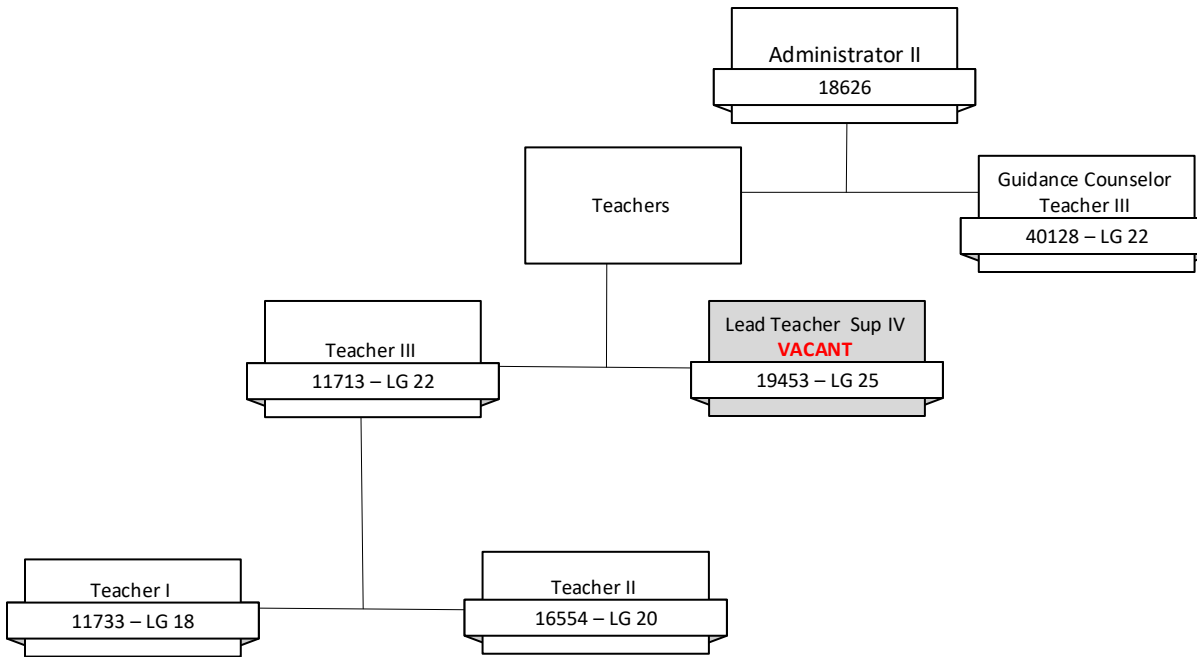 Administrator II
18626
Teachers
Guidance Counselor
Teacher III
40128 – LG 22
Teacher III
11713 – LG 22
Lead Teacher  Sup IV
VACANT
19453 – LG 25
Teacher I
11733 – LG 18
Teacher II
16554 – LG 20